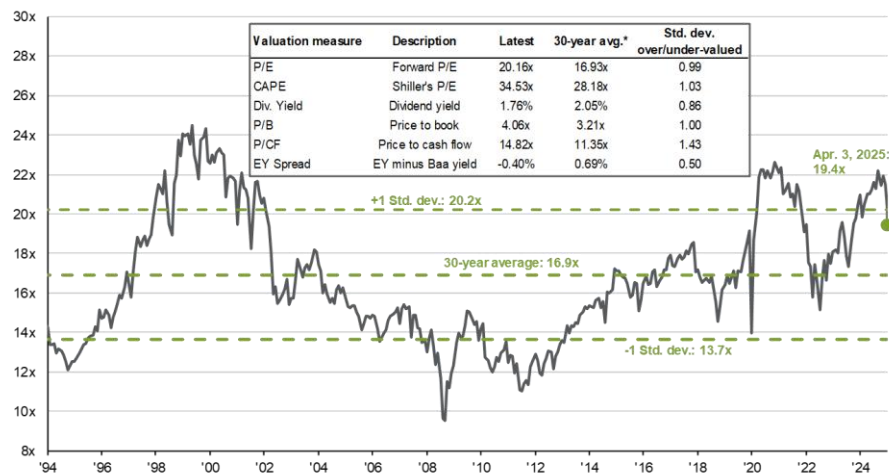 30x
28x
26x
24x
22x
20x
18x
16x
14x
12x
10x
8x
Valuation measure Description Latest 30-year avg.* Std. dev. over/under-valued
P/E Forward P/E 20.16x 16.93x 0.99
CAPE Shiller's P/E 34.53x 28.18x 1.03
Div. Yield Dividend yield 1.76% 2.05% 0.86
P/B Price to book 4.06x 3.21x 1.00
P/CF Price to cash flow 14.82x 11.35x 1.43
EY Spread EY minus Baa yield -0.40% 0.69% 0.50
Apr. 3, 2025:
19.4x
+1 Std. dev.: 20.2x
30-year average: 16.9x
-1 Std. dev.: 13.7x
'94 '96 '98 '00 '02 '04 '06 '08 '10 '12 '14 '16 '18 '20 '22 '24